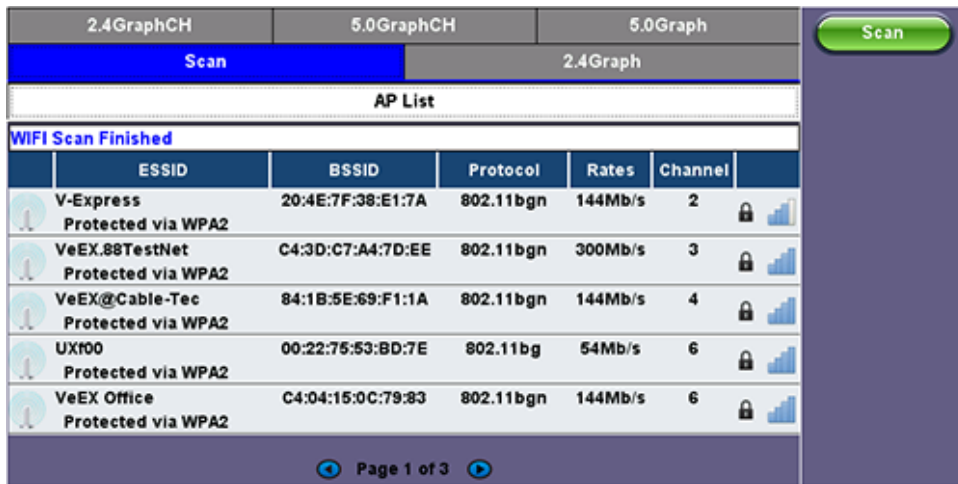 2.4GraphCH 5.0GraphCH 5.0Graph Scan
Scan 2.4Graph
AP List
WIFI Scan Finished
ESSID BSSID Protocol Rates Channel
V-Express 20:4E:7F:38:E1:7A 802.11bgn 144Mb/s 2
Protected via WPA2
VeEX.88TestNet C4:3D:C7:A4:7D:EE 802.11bgn 300Mb/s 3
Protected via WPA2
VeEX@Cable-Tec 84:1B:5E:69:F1:1A 802.11bgn 144Mb/s 4
Protected via WPA2
UXf00 00:22:75:53:BD:7E 802.11bg 54Mb/s 6
Protected via WPA2
VeEX Office C4:04:15:0C:79:83 802.11bgn 144Mb/s 6
Protected via WPA2
Page 1 of 3